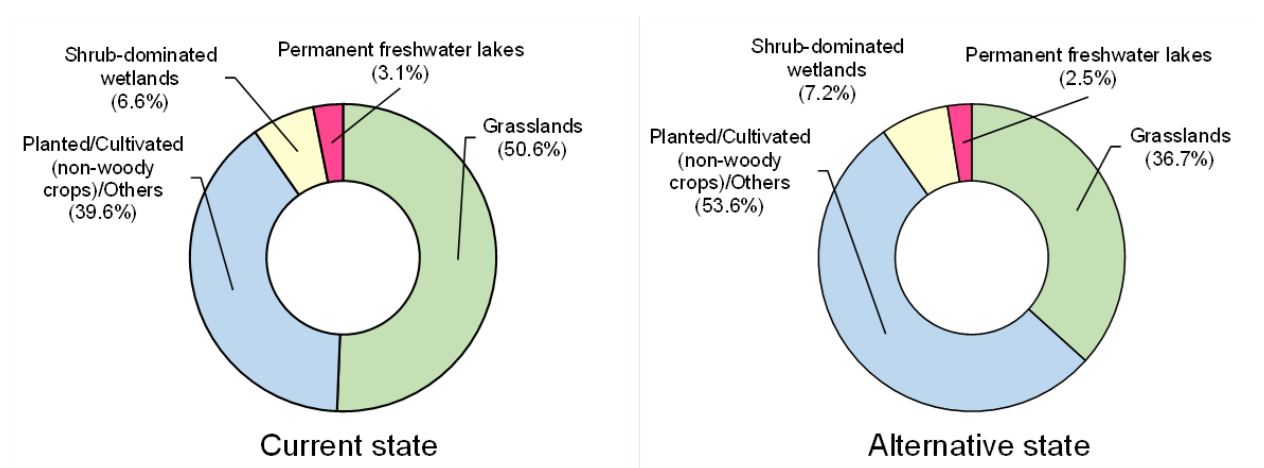 Shrub-dominated
wetlands
(6.6%)
Permanent freshwater lakes
(3.1%)
Grasslands
(50.6%)
Planted/Cultivated
(non-woody
crops)/Others
(39.6%)
Current state
Shrub-dominated
wetlands
(7.2%)
Permanent freshwater lakes
(2.5%)
Grasslands
(36.7%)
Planted/Cultivated
(non-woody
crops)/Others
(53.6%)
Alternative state